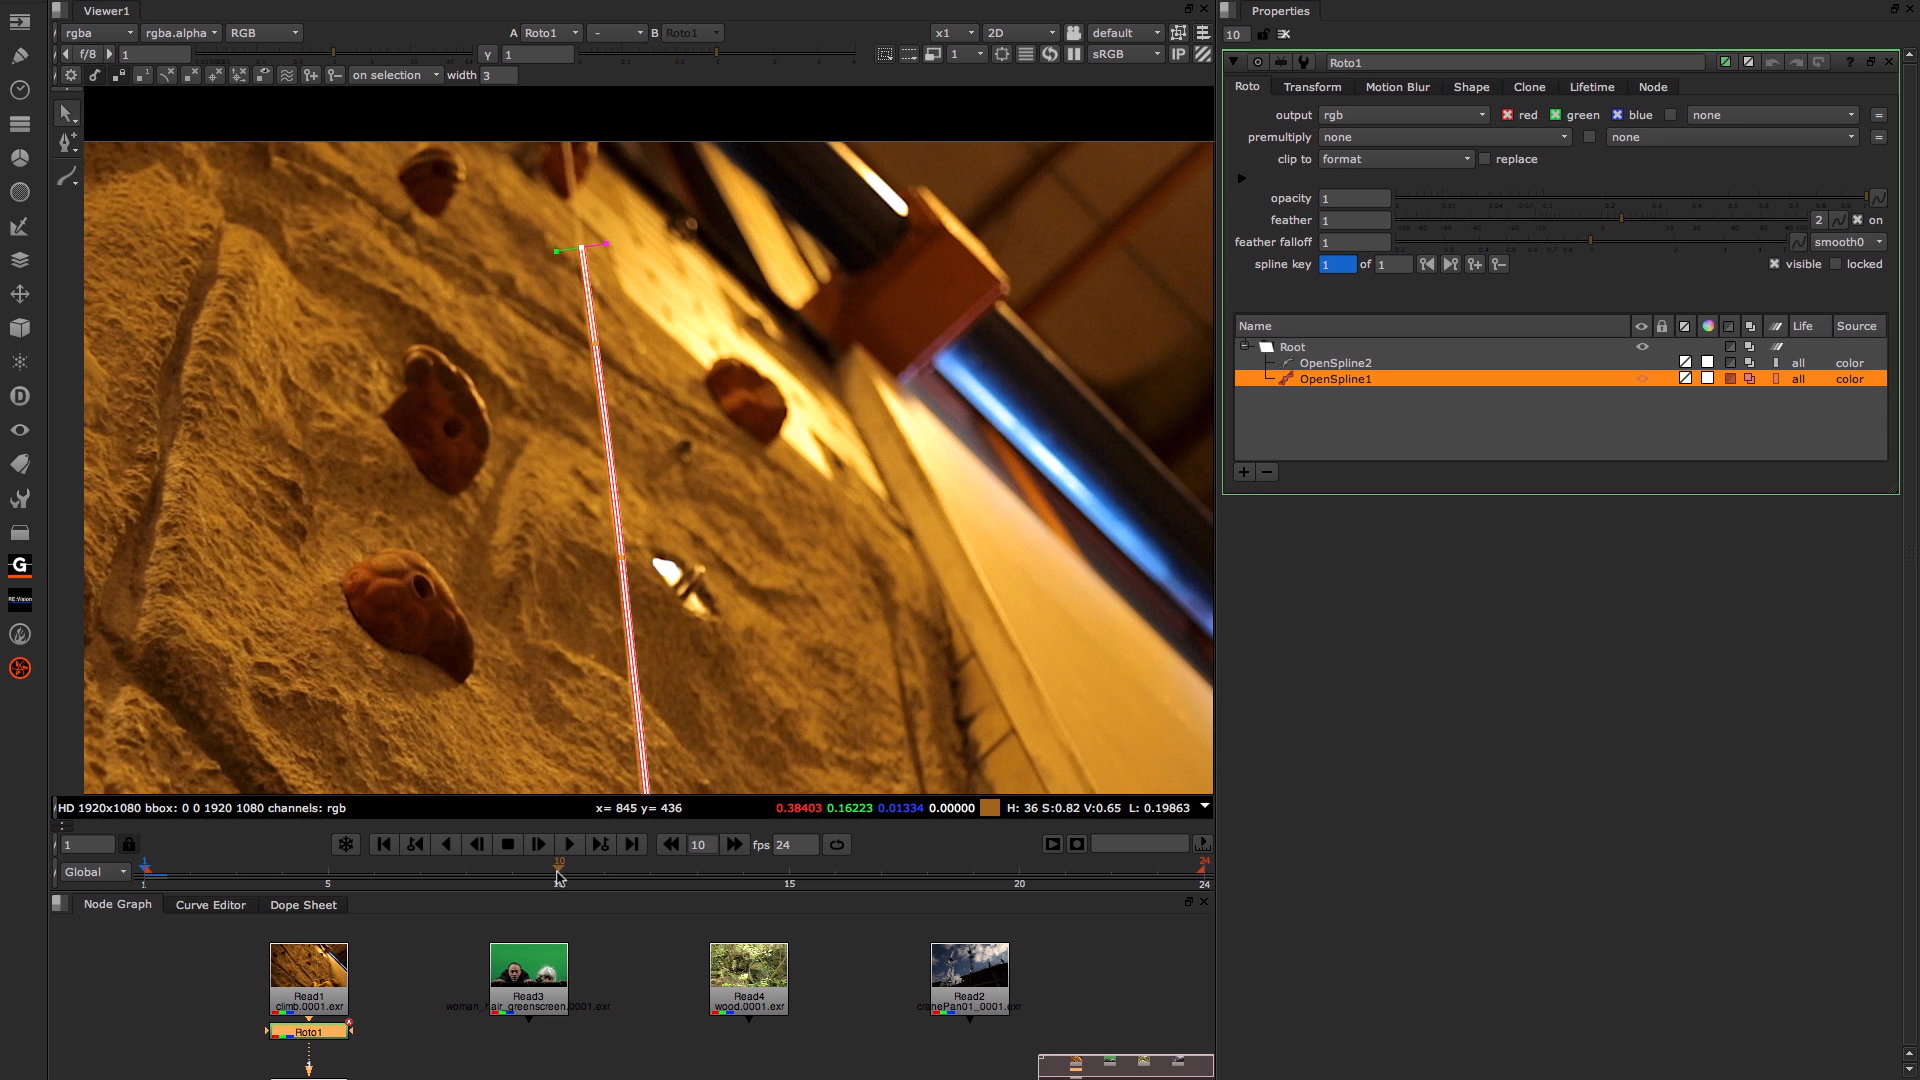 Viewer1
rgba rgba.alpha RGB A Roto1 - B Roto1 x1 2D default
f/8 1 Y 1 1 sRGB IP
on selection width 3
HD 1920x1080 bbox: 0 0 1920 1080 channels: rgb x= 845 y= 436 0.38403 0.16223 0.01334 0.00000 H: 36 S:0.82 V:0.65 L: 0.19863
1 10 fps 24
Global 1 10 24
1 5 15 20 24
Node Graph Curve Editor Dope Sheet
Read1
climb.0001.exr
Roto1
Read3
woman_hair_greenscreen.0001.exr
Read4
wood.0001.exr
Read2
cranePan01_0001.exr
D
G
RE:Vision
Properties
10
Roto1 ?
Roto Transform Motion Blur Shape Clone Lifetime Node
output rgb red green blue none =
premultiply none none =
clip to format replace
opacity 1
feather 1 2 on
feather falloff 1 smooth0
spline key 1 of 1 visible locked
Name Life Source
Root
OpenSpline2 all color
OpenSpline1 all color
+ −